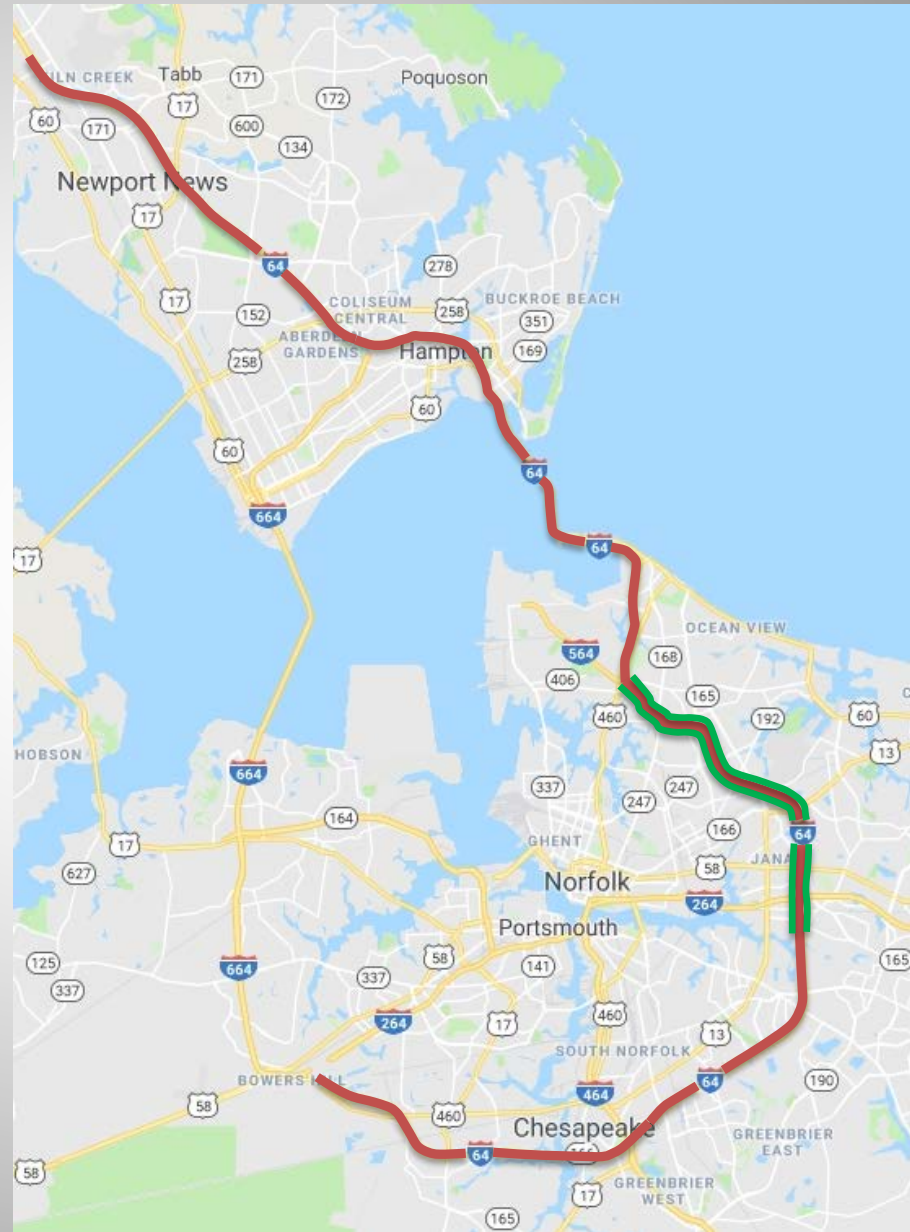 ILN CREEK
Tabb
171
Poquoson
17
172
60
171
600
134
Newport News
17
64
278
17
152
COLISEUM
CENTRAL
258
BUCKROE BEACH
351
ABERDEEN
GARDENS
258
Hampton
169
60
60
64
664
64
17
OCEAN VIEW
564
168
406
165
460
192
60
13
HOBSON
664
337
247
247
164
166
64
GHENT
17
58
JANA
627
Norfolk
264
Portsmouth
58
141
125
664
337
165
337
264
17
460
13
SOUTH NORFOLK
64
BOWERS HILL
190
58
464
460
Chesapeake
GREENBRIER
EAST
64
58
17
GREENBRIER
WEST
165